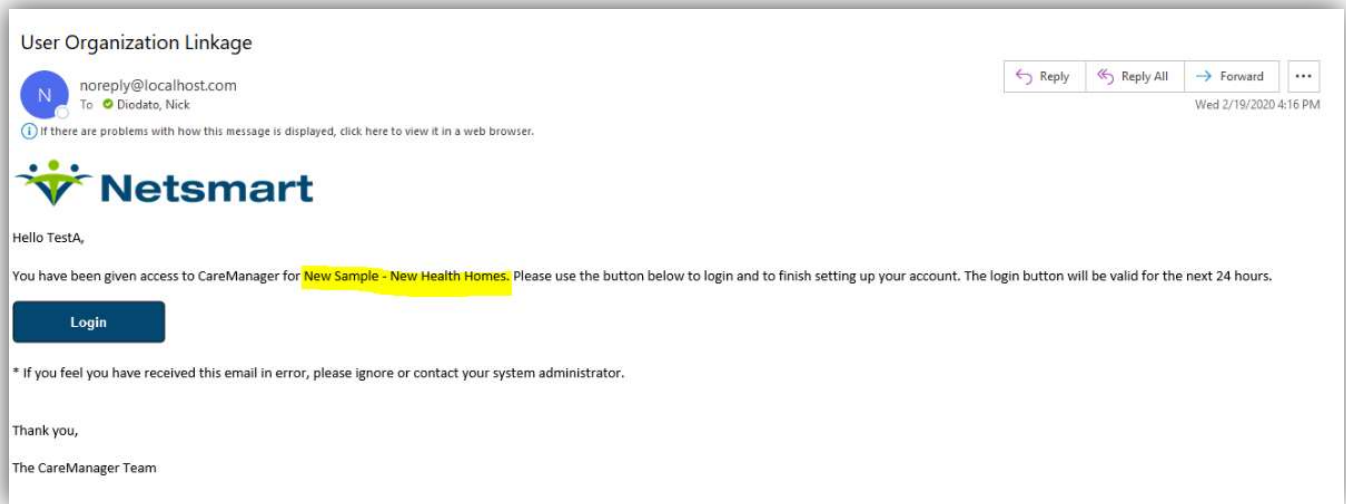 User Organization Linkage
N
noreply@localhost.com
To Diodato, Nick
Reply
Reply All
Forward
Wed 2/19/2020 4:16 PM
If there are problems with how this message is displayed, click here to view it in a web browser.
Netsmart
Hello TestA,
You have been given access to CareManager for New Sample - New Health Homes. Please use the button below to login and to finish setting up your account. The login button will be valid for the next 24 hours.
Login
* If you feel you have received this email in error, please ignore or contact your system administrator.
Thank you,
The CareManager Team